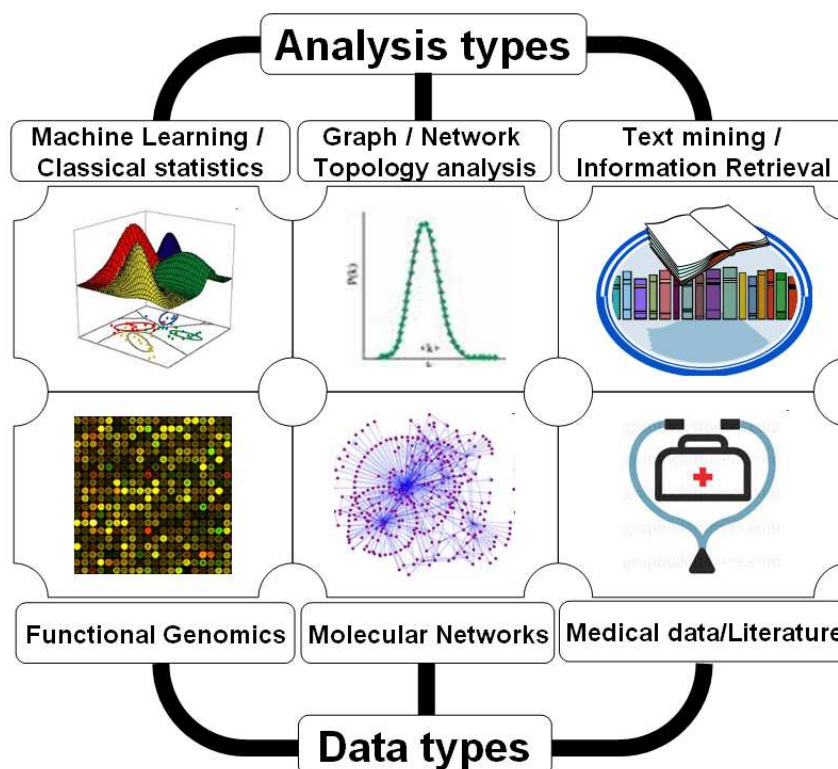 Analysis types
Machine Learning /
Classical statistics
Graph / Network
Topology analysis
Text mining /
Information Retrieval
P(k)
<k>
Functional Genomics
Molecular Networks
Medical data/Literature
Data types